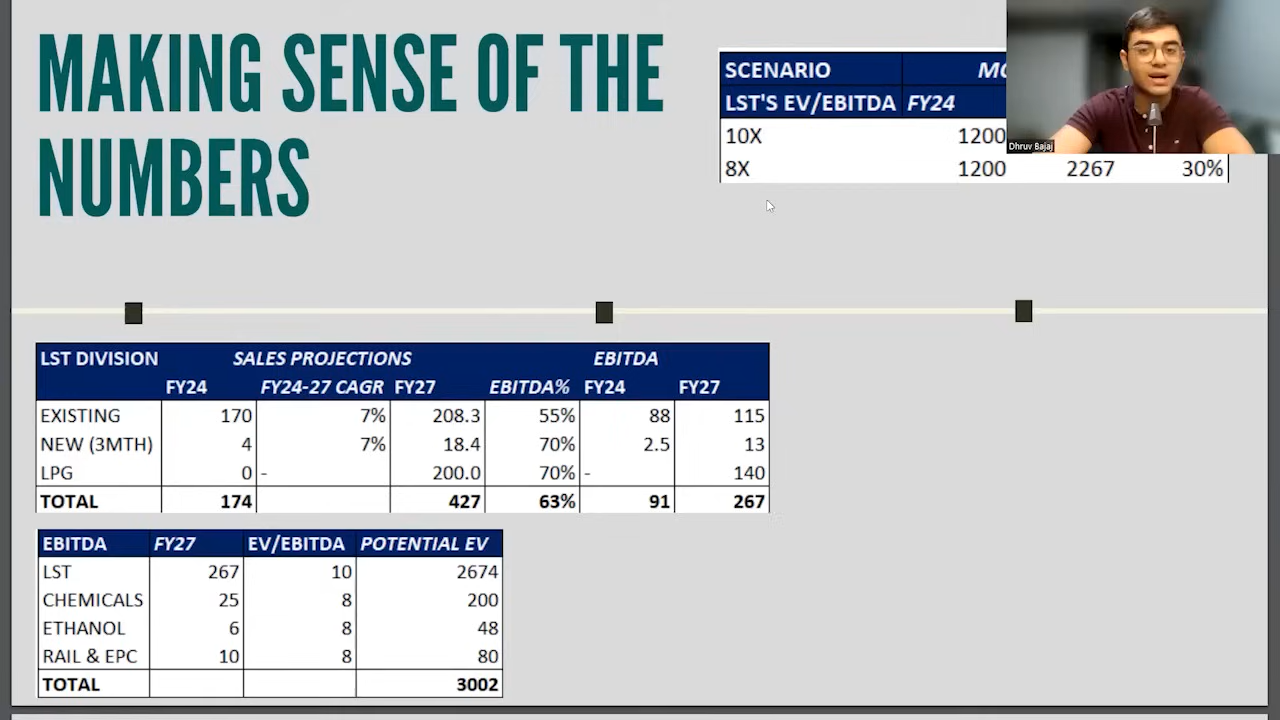 MAKING SENSE OF THE
NUMBERS
SCENARIO
LST'S EV/EBITDA FY24
10X 1200
8X 1200 2267 30%
Dhruv Bajaj
LST DIVISION SALES PROJECTIONS EBITDA
FY24 FY24-27 CAGR FY27 EBITDA% FY24 FY27
EXISTING 170 7% 208.3 55% 88 115
NEW (3MTH) 4 7% 18.4 70% 2.5 13
LPG 0 - 200.0 70% - 140
TOTAL 174 427 63% 91 267
EBITDA FY27 EV/EBITDA POTENTIAL EV
LST 267 10 2674
CHEMICALS 25 8 200
ETHANOL 6 8 48
RAIL & EPC 10 8 80
TOTAL 3002